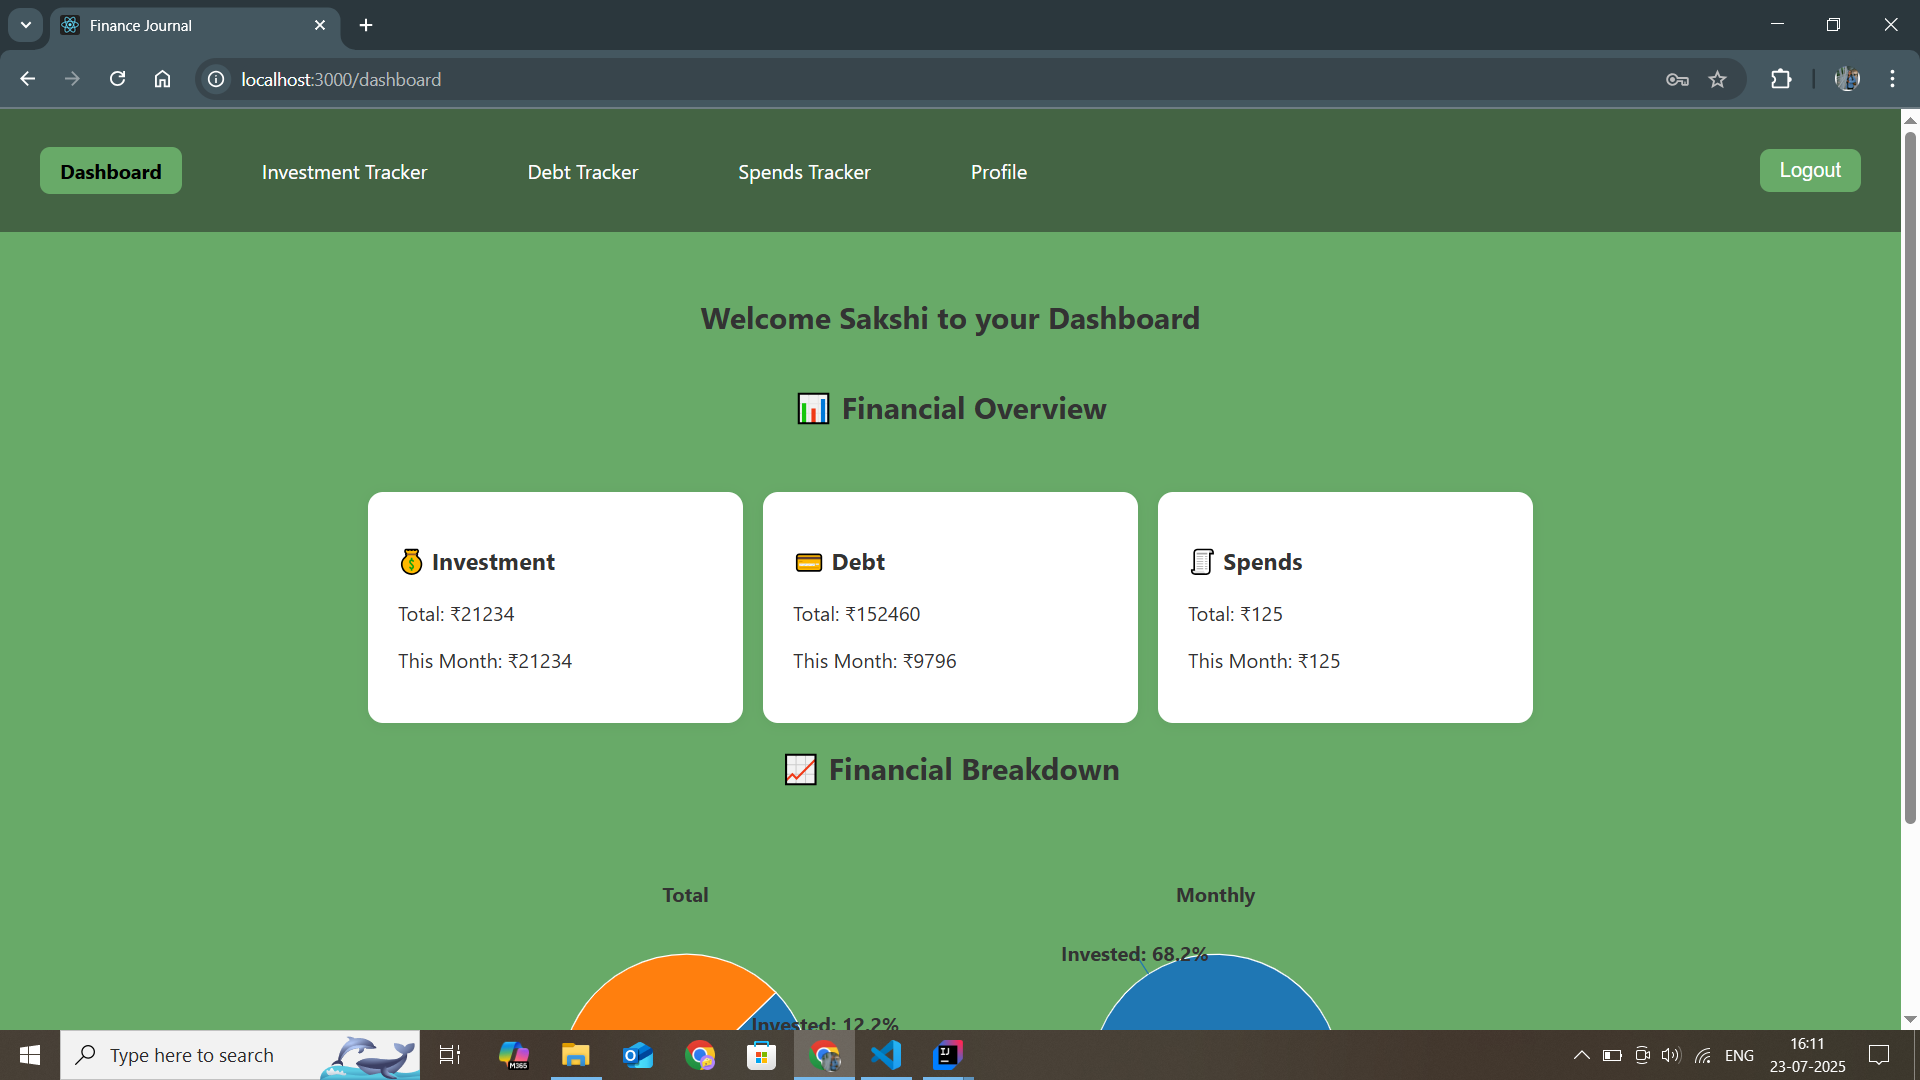 Finance Journal
localhost:3000/dashboard
Dashboard
Investment Tracker
Debt Tracker
Spends Tracker
Profile
Logout
Welcome Sakshi to your Dashboard
Financial Overview
Investment
Total: ₹21234
This Month: ₹21234
Debt
Total: ₹152460
This Month: ₹9796
Spends
Total: ₹125
This Month: ₹125
Financial Breakdown
Total
Monthly
Invested: 68.2%
Invested: 12.2%
Type here to search
M365
IJ
ENG
16:11
23-07-2025